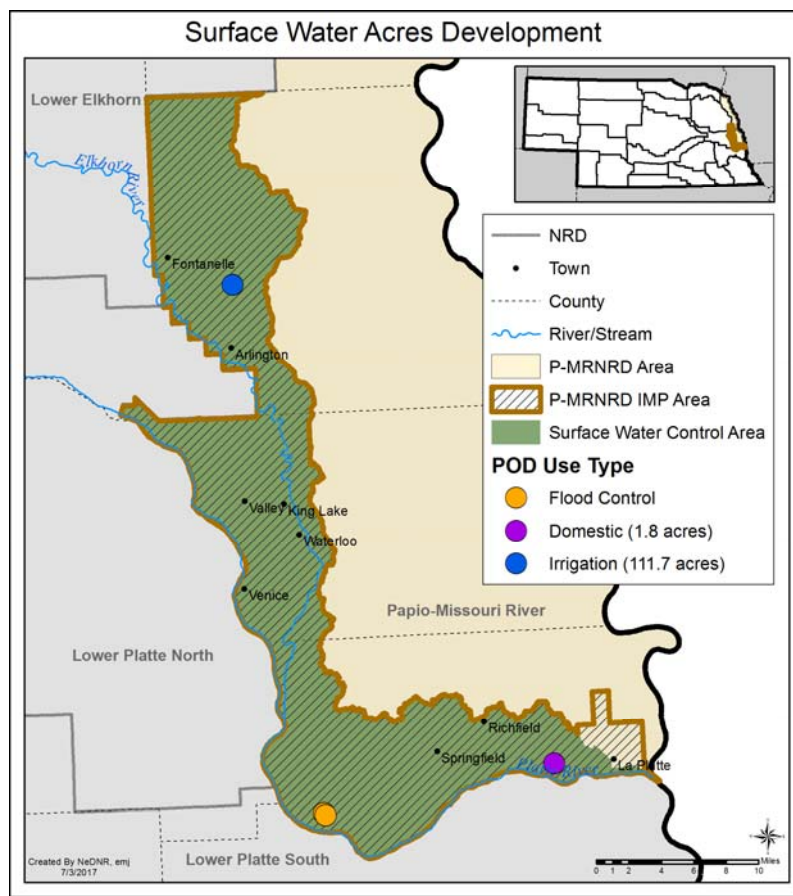 Surface Water Acres Development
Lower Elkhorn
Elkhorn
River
Fontanelle
Arlington
NRD
Town
County
River/Stream
P-MRNRD Area
P-MRNRD IMP Area
Surface Water Control Area
POD Use Type
Flood Control
Domestic (1.8 acres)
Irrigation (111.7 acres)
Valley
King Lake
Waterloo
Venice
Papio-Missouri River
Lower Platte North
Richfield
Springfield
Platte River
La Platte
Lower Platte South
Created By NeDNR, emj
7/3/2017
0 2 4 6 8 10
Miles